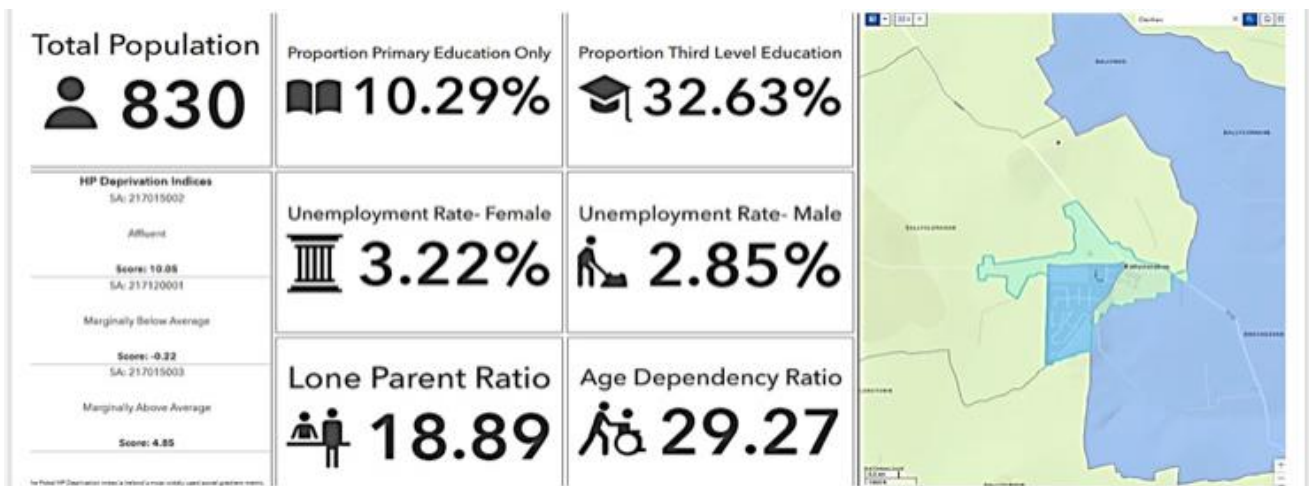 Total Population
830
Proportion Primary Education Only
10.29%
Proportion Third Level Education
32.63%
HP Deprivation Indices
SA: 217015002
Affluent
Score: 10.05
SA: 217120001
Marginally Below Average
Score: -0.22
SA: 217015003
Marginally Above Average
Score: 4.85
Unemployment Rate- Female
3.22%
Unemployment Rate- Male
2.85%
Lone Parent Ratio
18.89
Age Dependency Ratio
29.27